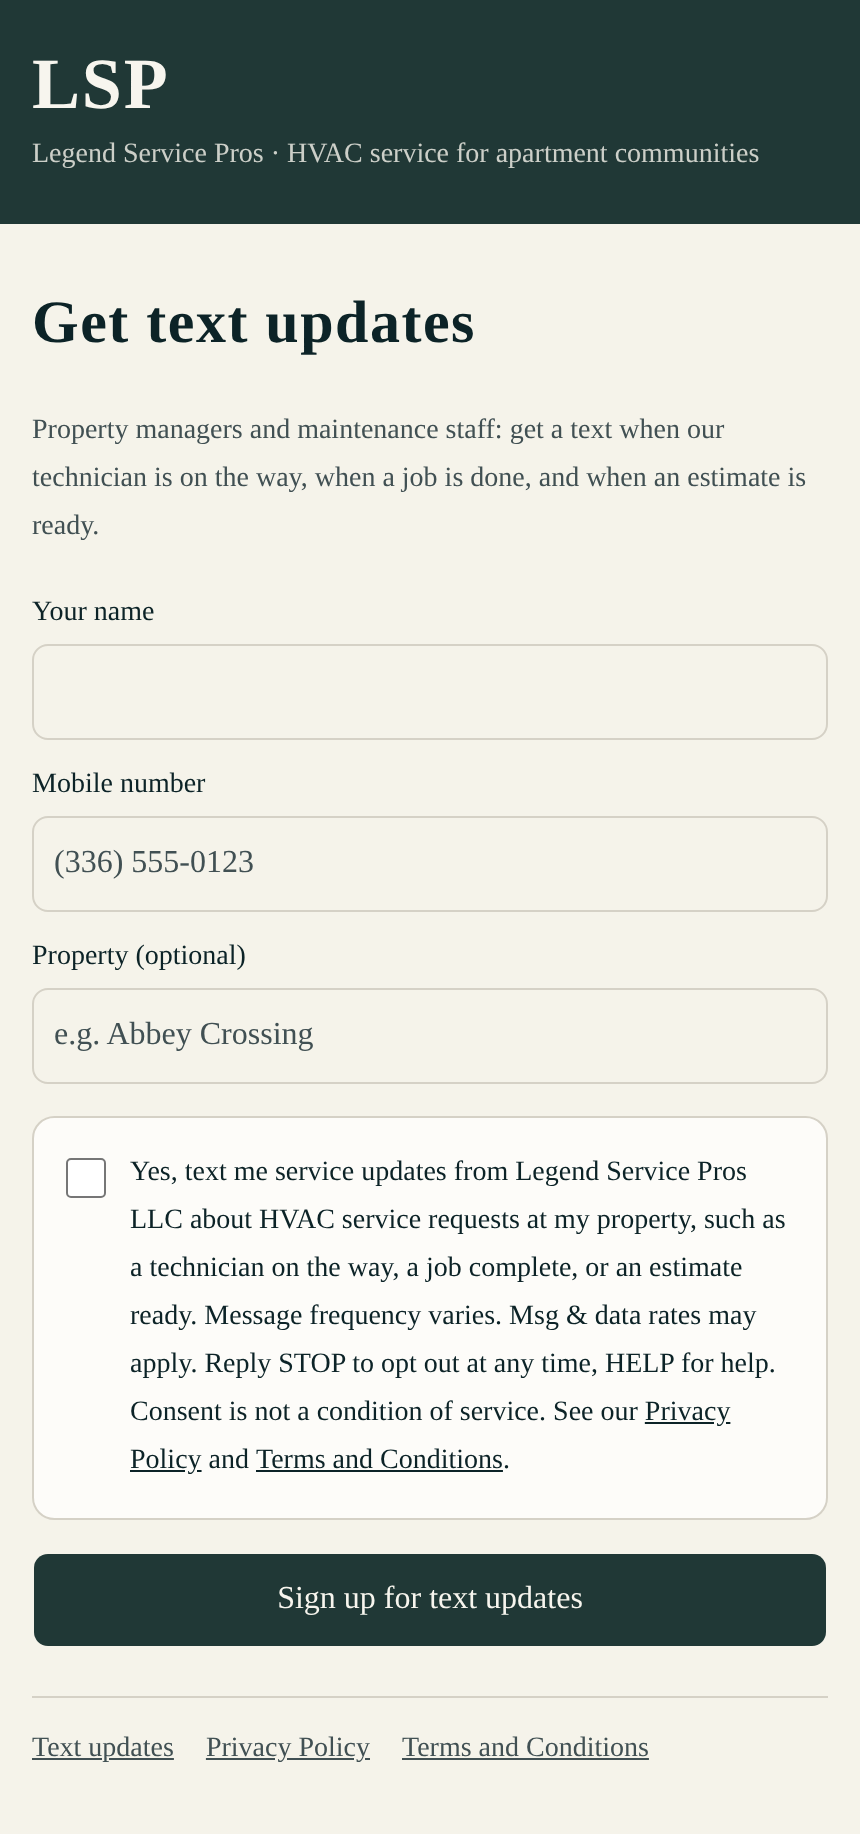 LSP
Legend Service Pros · HVAC service for apartment communities
Get text updates
Property managers and maintenance staff: get a text when our
technician is on the way, when a job is done, and when an estimate is
ready.
Your name
Mobile number
(336) 555-0123
Property (optional)
e.g. Abbey Crossing
Yes, text me service updates from Legend Service Pros
LLC about HVAC service requests at my property, such as
a technician on the way, a job complete, or an estimate
ready. Message frequency varies. Msg & data rates may
apply. Reply STOP to opt out at any time, HELP for help.
Consent is not a condition of service. See our Privacy
Policy and Terms and Conditions.
Sign up for text updates
Text updates Privacy Policy Terms and Conditions